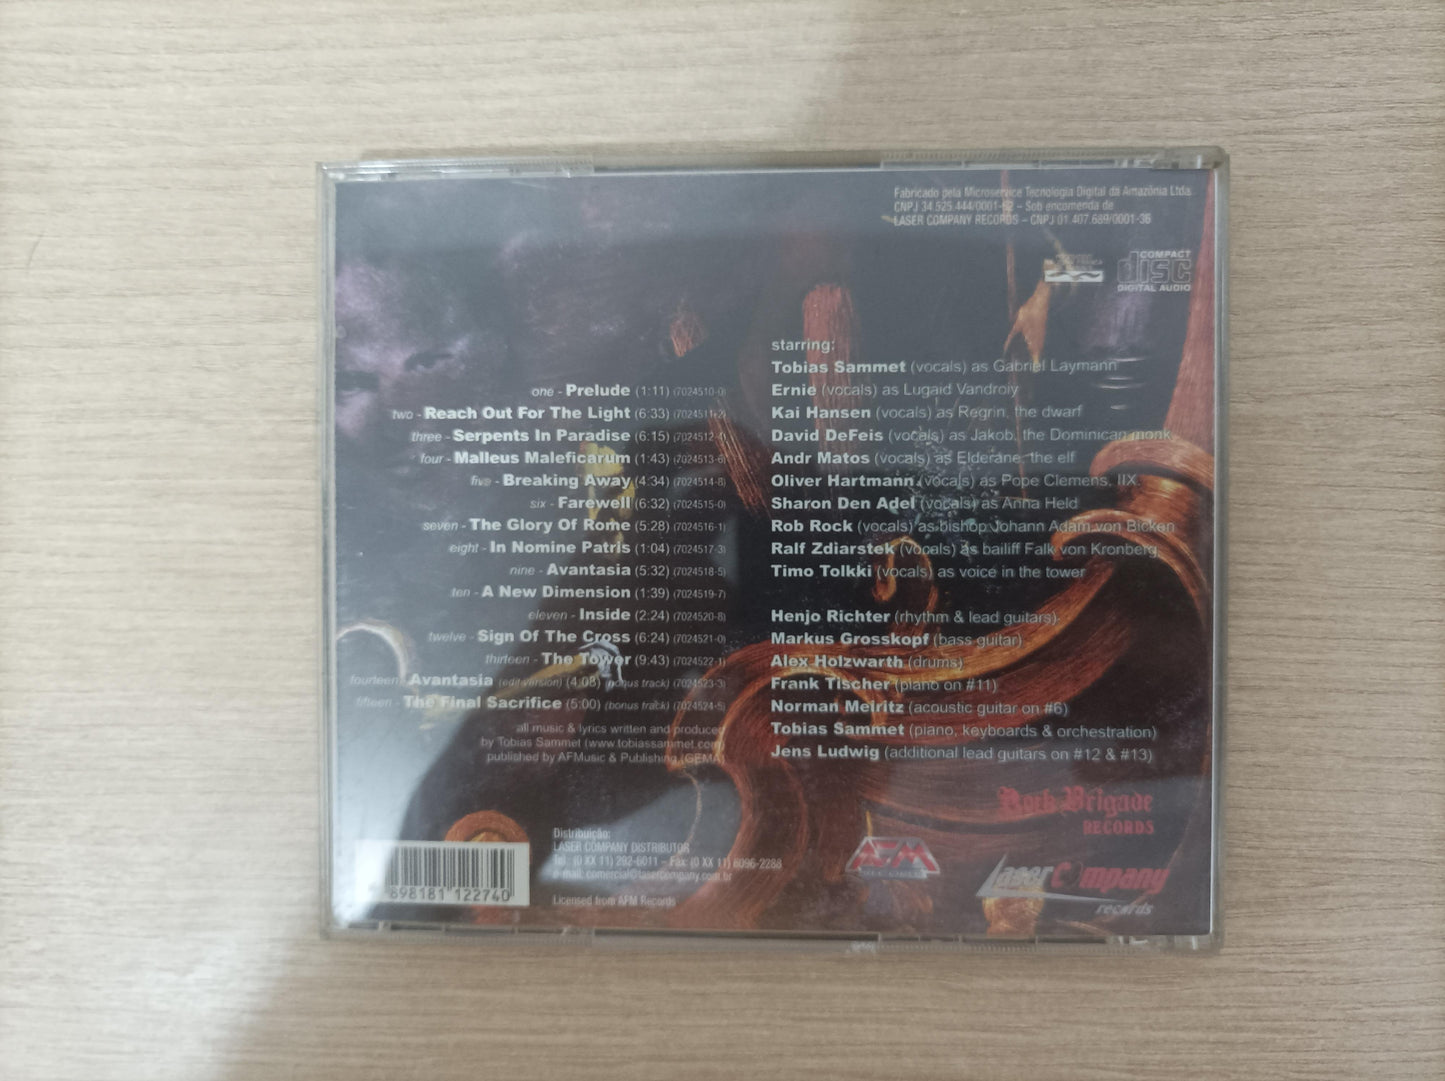 Fabricado pela Microservice Tecnologia Digital da Amazônia Ltda.
CNPJ 34.525.444/0001-62 – Sob encomenda de
LASER COMPANY RECORDS – CNPJ 01.407.689/0001-36
COMPACT
disc
DIGITAL AUDIO
one - Prelude (1:11) (7024510-0)
two - Reach Out For The Light (6:33) (7024511-2)
three - Serpents In Paradise (6:15) (7024512-4)
four - Malleus Maleficarum (1:43) (7024513-6)
five - Breaking Away (4:34) (7024514-8)
six - Farewell (6:32) (7024515-0)
seven - The Glory Of Rome (5:28) (7024516-1)
eight - In Nomine Patris (1:04) (7024517-3)
nine - Avantasia (5:32) (7024518-5)
ten - A New Dimension (1:39) (7024519-7)
eleven - Inside (2:24) (7024520-8)
twelve - Sign Of The Cross (6:24) (7024521-0)
thirteen - The Tower (9:43) (7024522-1)
fourteen - Avantasia (edit version) (4:08) (bonus track) (7024523-3)
fifteen - The Final Sacrifice (5:00) (bonus track) (7024524-5)
all music & lyrics written and produced
by Tobias Sammet (www.tobiassammet.com)
published by AFMusic & Publishing (GEMA)
starring:
Tobias Sammet (vocals) as Gabriel Laymann
Ernie (vocals) as Lugaid Vandroiy
Kai Hansen (vocals) as Regrin, the dwarf
David DeFeis (vocals) as Jakob, the Dominican monk
Andr Matos (vocals) as Elderane, the elf
Oliver Hartmann (vocals) as Pope Clemens, IIX.
Sharon Den Adel (vocals) as Anna Held
Rob Rock (vocals) as bishop Johann Adam von Bicken
Ralf Zdiarstek (vocals) as bailiff Falk von Kronberg
Timo Tolkki (vocals) as voice in the tower
Henjo Richter (rhythm & lead guitars)
Markus Grosskopf (bass guitar)
Alex Holzwarth (drums)
Frank Tischer (piano on #11)
Norman Meiritz (acoustic guitar on #6)
Tobias Sammet (piano, keyboards & orchestration)
Jens Ludwig (additional lead guitars on #12 & #13)
Rock Brigade
RECORDS
898181 122740
Distribuição:
LASER COMPANY DISTRIBUTOR
Tel.: (0 XX 11) 292-6011 – Fax: (0 XX 11) 6096-2288
e-mail: comercial@lasercompany.com.br
Licensed from AFM Records
AFM
RECORDS
Laser Company
records